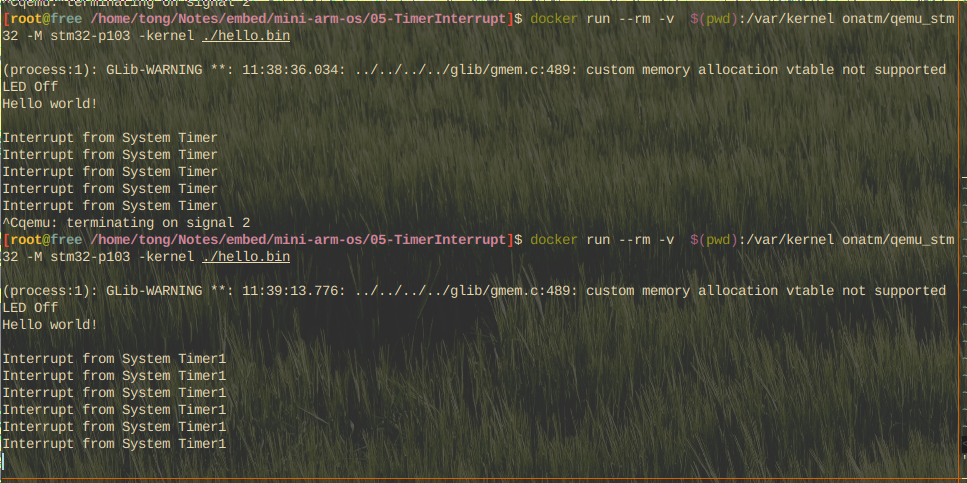 ^Cqemu: terminating on signal 2
[root@free /home/tong/Notes/embed/mini-arm-os/05-TimerInterrupt]$ docker run --rm -v  $(pwd):/var/kernel onatm/qemu_stm
32 -M stm32-p103 -kernel ./hello.bin
(process:1): GLib-WARNING **: 11:38:36.034: ../../../../glib/gmem.c:489: custom memory allocation vtable not supported
LED Off
Hello world!
Interrupt from System Timer
Interrupt from System Timer
Interrupt from System Timer
Interrupt from System Timer
Interrupt from System Timer
^Cqemu: terminating on signal 2
[root@free /home/tong/Notes/embed/mini-arm-os/05-TimerInterrupt]$ docker run --rm -v  $(pwd):/var/kernel onatm/qemu_stm
32 -M stm32-p103 -kernel ./hello.bin
(process:1): GLib-WARNING **: 11:39:13.776: ../../../../glib/gmem.c:489: custom memory allocation vtable not supported
LED Off
Hello world!
Interrupt from System Timer1
Interrupt from System Timer1
Interrupt from System Timer1
Interrupt from System Timer1
Interrupt from System Timer1
Interrupt from System Timer1